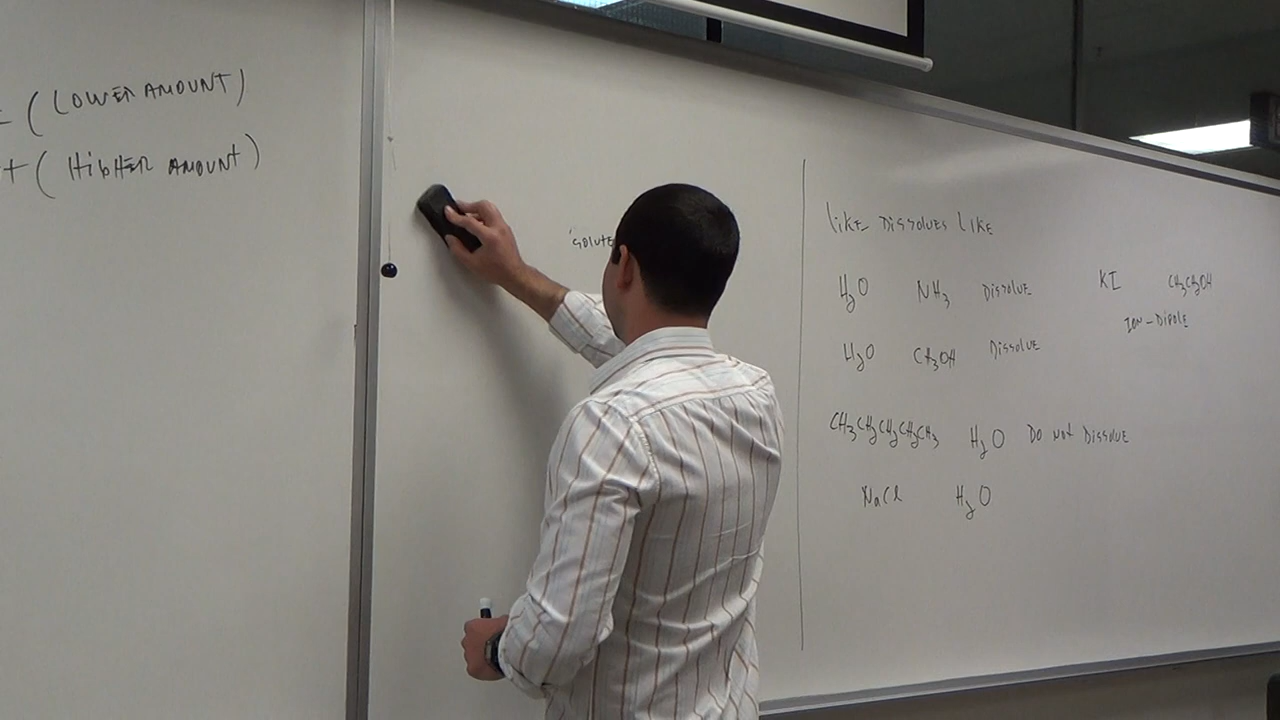 (LOWER AMOUNT)
(HigHER AMOUNT)
'solute
like Dissolves like
H2O NH3 Dissolve
KI CH3CH2OH
ION-Dipole
H2O CH3OH Dissolve
CH3CH2CH2CH2CH3 H2O Do Not Dissolve
NaCl H2O